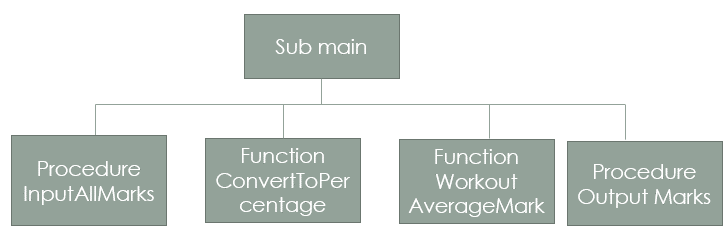 Sub main
Procedure
InputAllMarks
Function
ConvertToPer
centage
Function
Workout
AverageMark
Procedure
Output Marks